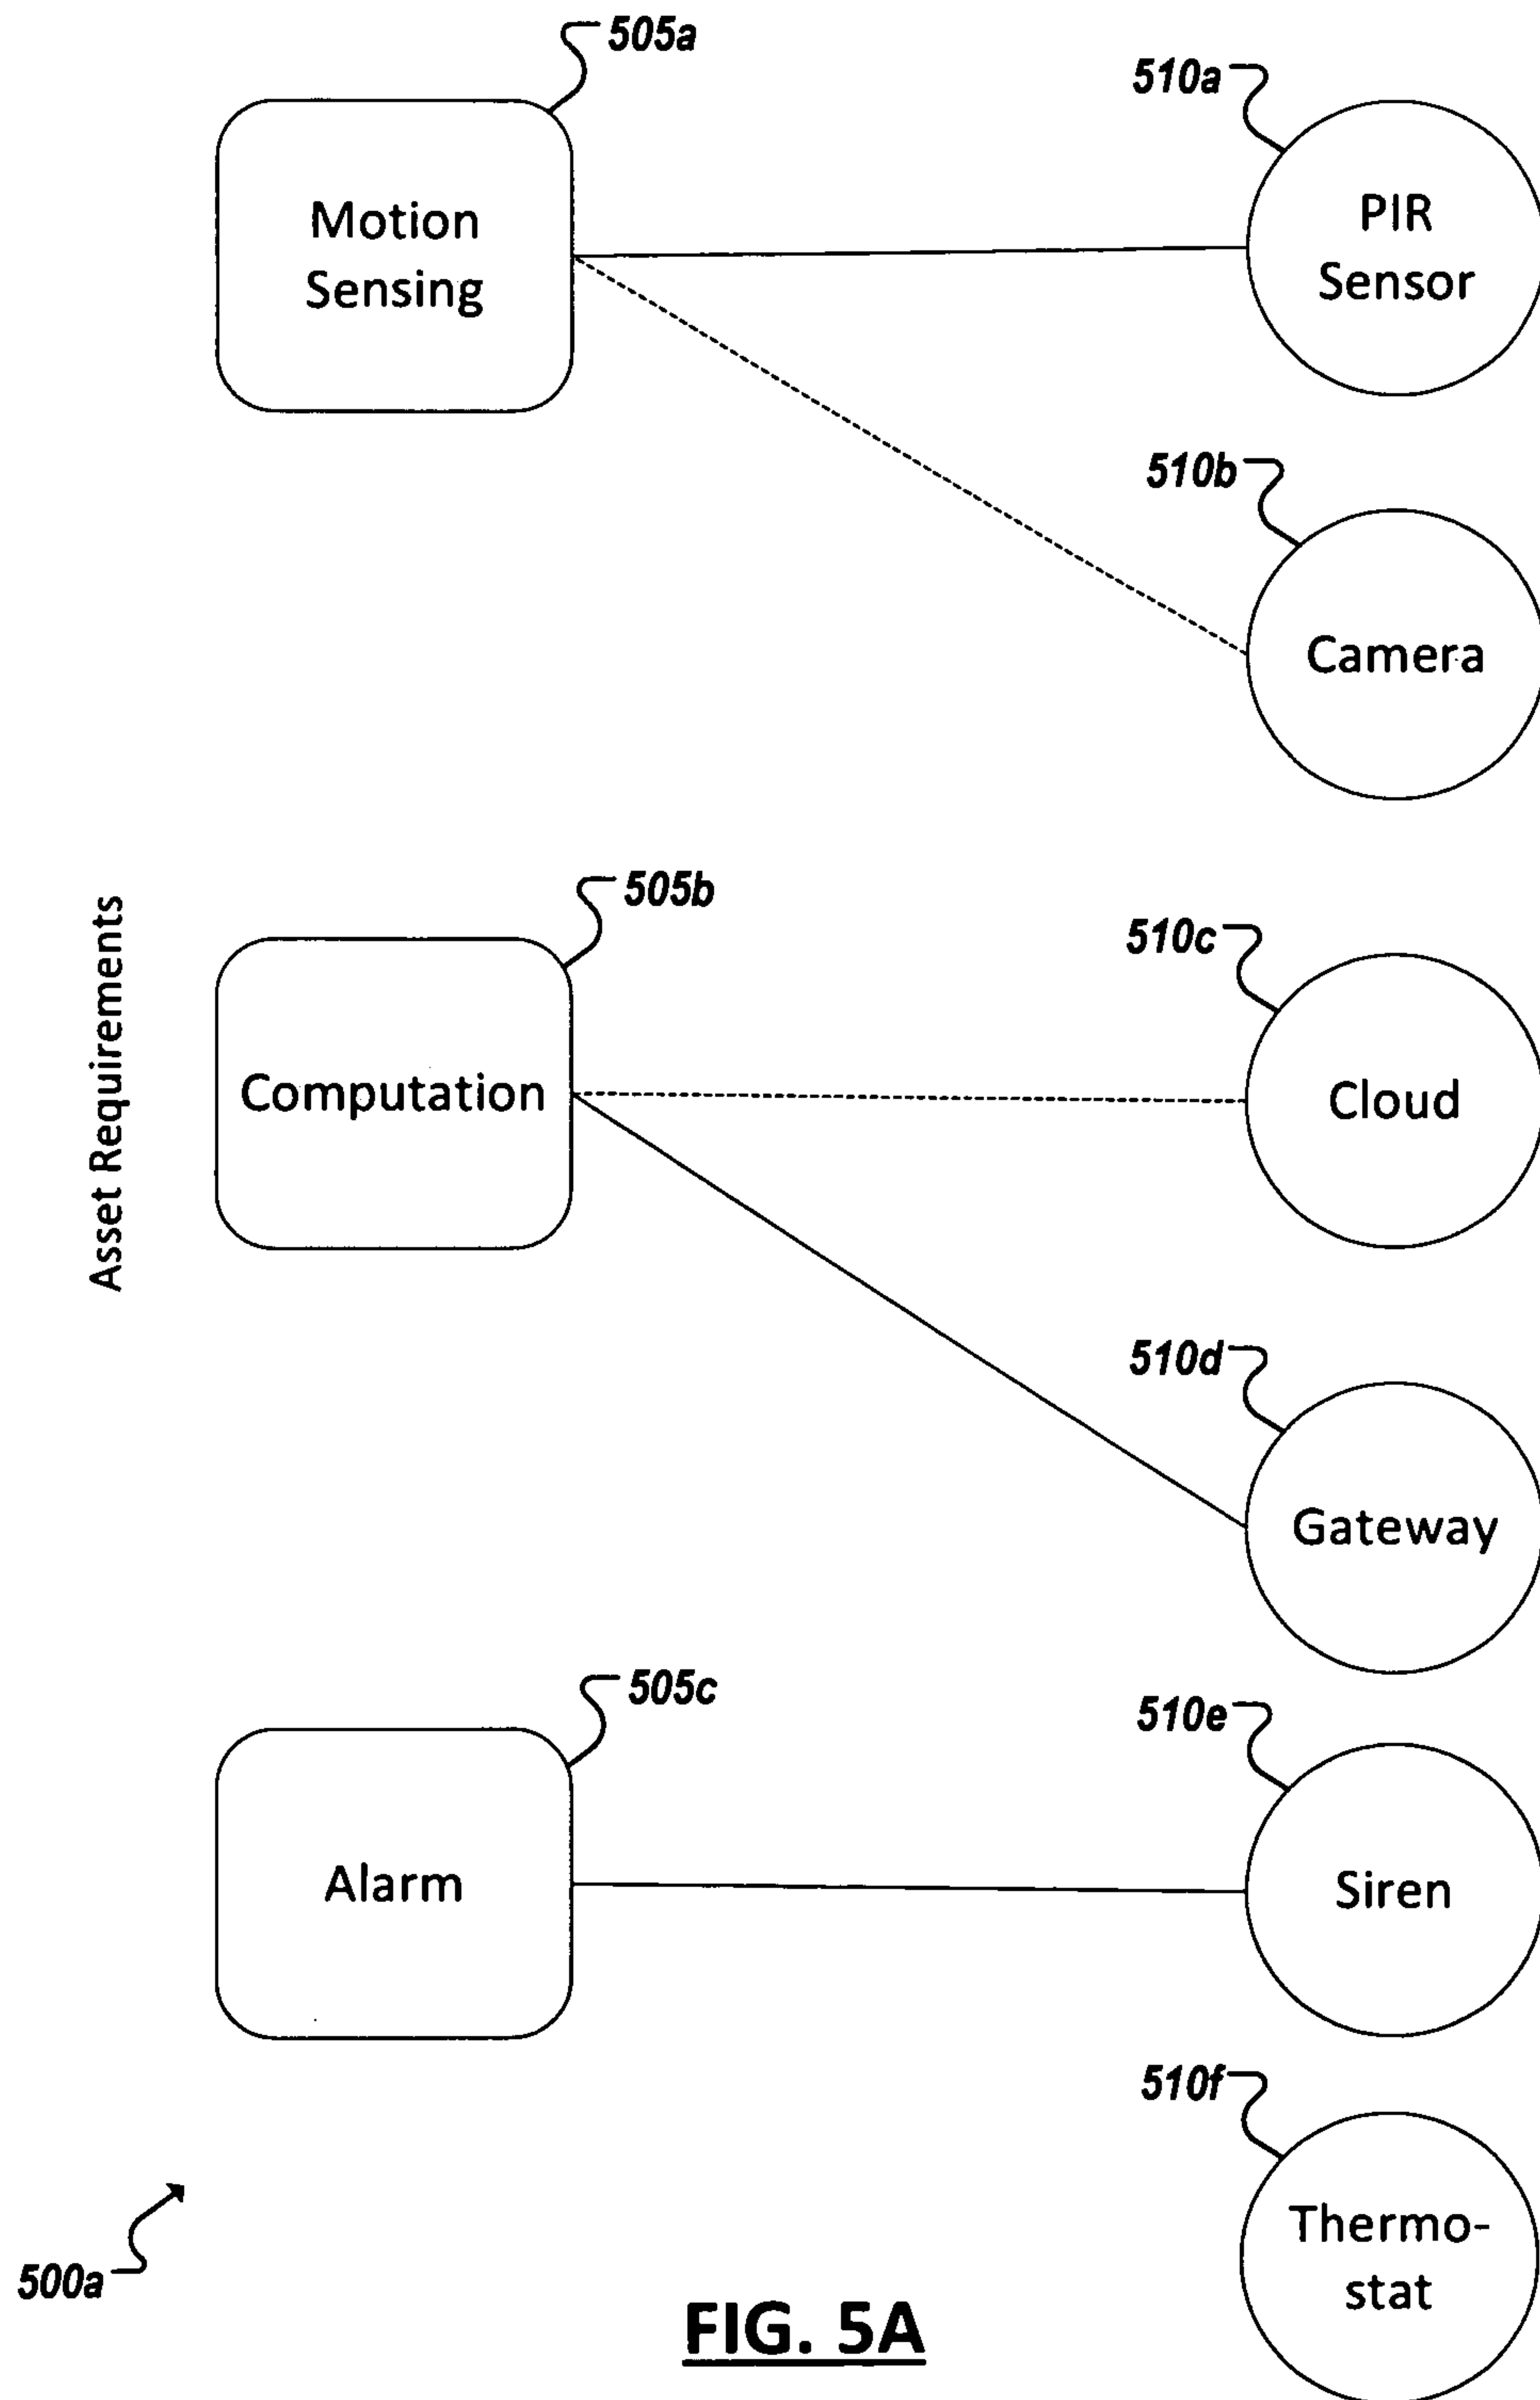 505a
510a
Motion
Sensing
PIR
Sensor
510b
Camera
Asset Requirements
505b
510c
Computation
Cloud
510d
Gateway
505c
510e
Alarm
Siren
510f
Thermo-
stat
500a
FIG. 5A